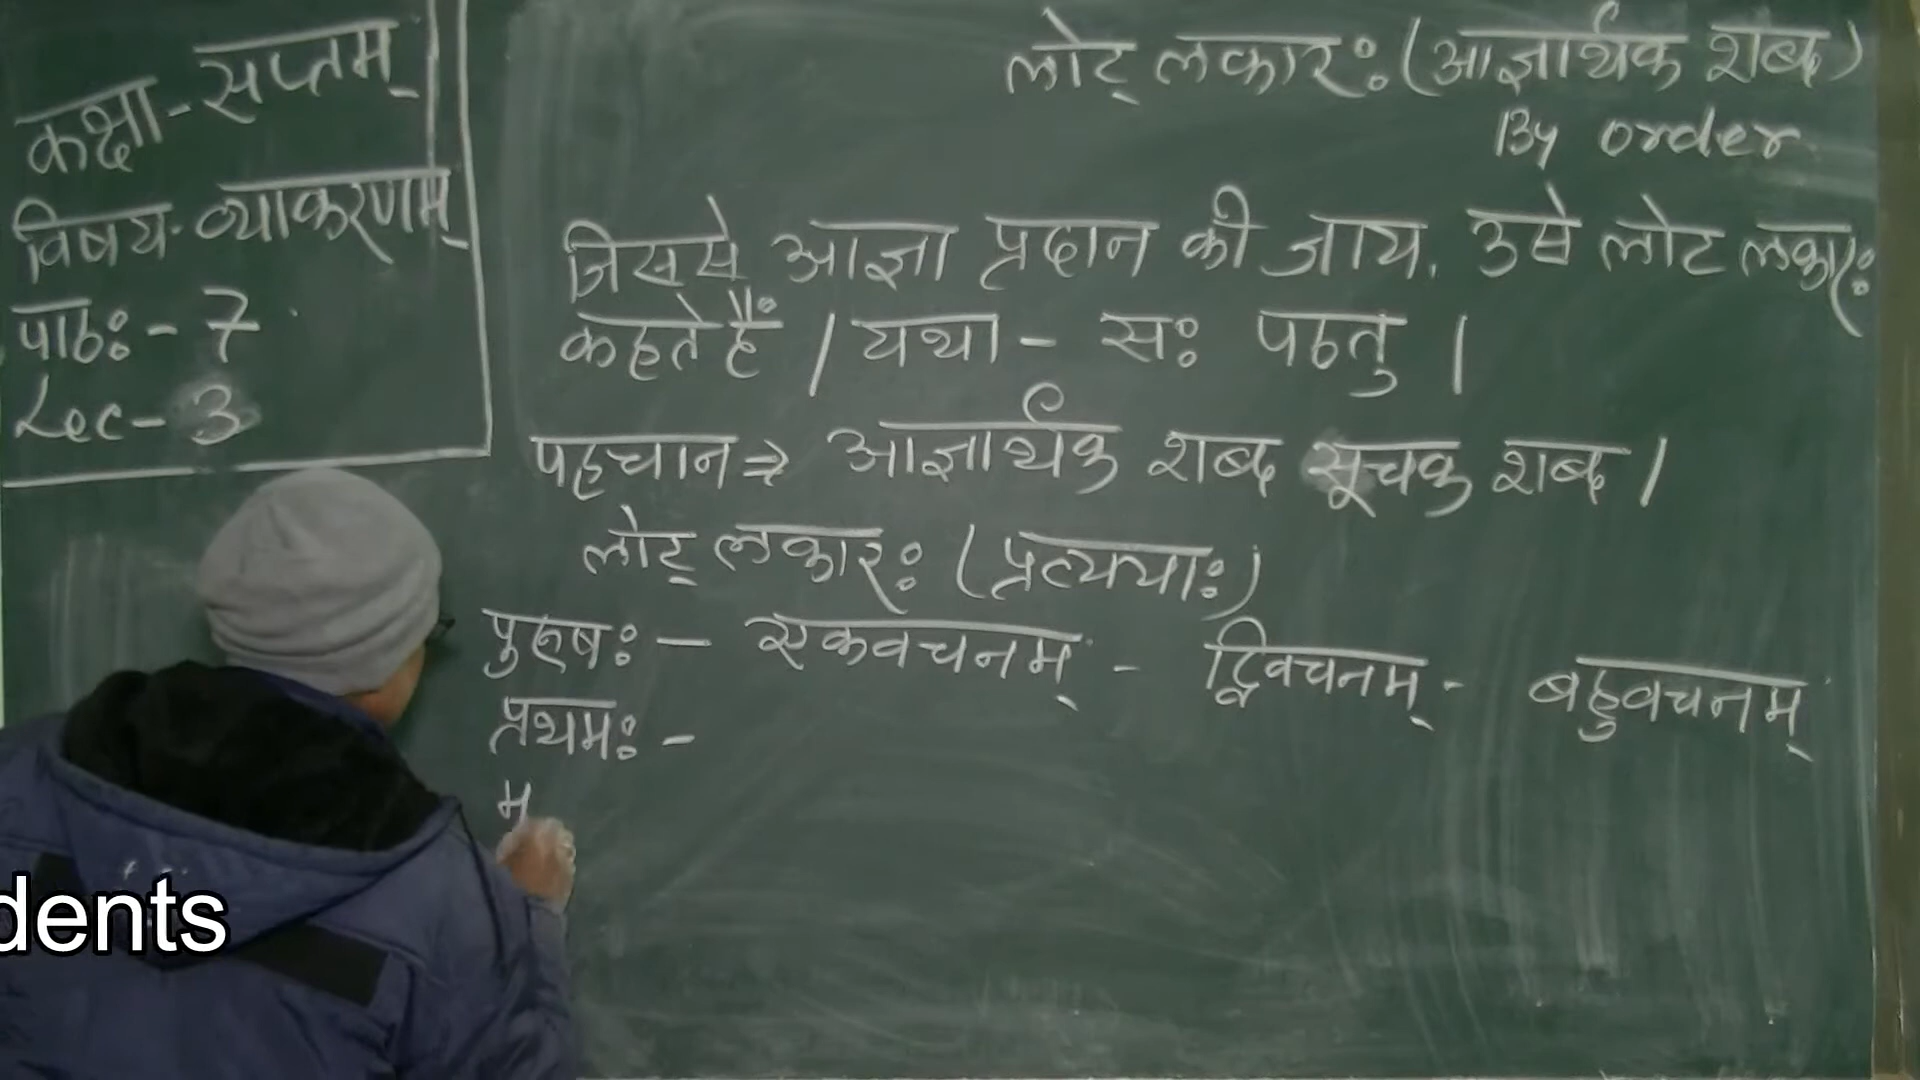 कक्षा-सप्तम्
विषय-व्याकरणम्
पाठः-7
Lec-3
लोट् लकारः (आज्ञार्थक शब्द)
By order
जिससे आज्ञा प्रदान की जाय, उसे लोट लकारः
कहते हैं | यथा - सः पठतु |
पहचान ⇒ आज्ञार्थक शब्द सूचक शब्द |
लोट् लकारः (प्रत्ययाः)
पुरुषः - एकवचनम् - द्विवचनम् - बहुवचनम्
प्रथमः -
म
dents